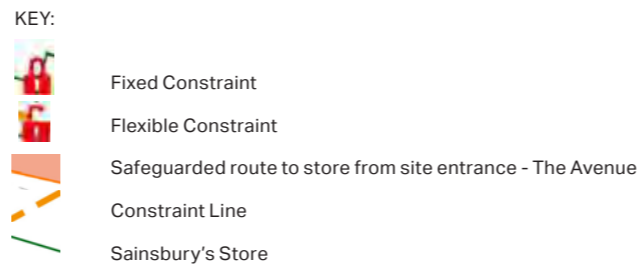 KEY:
Fixed Constraint
Flexible Constraint
Safeguarded route to store from site entrance - The Avenue
Constraint Line
Sainsbury's Store